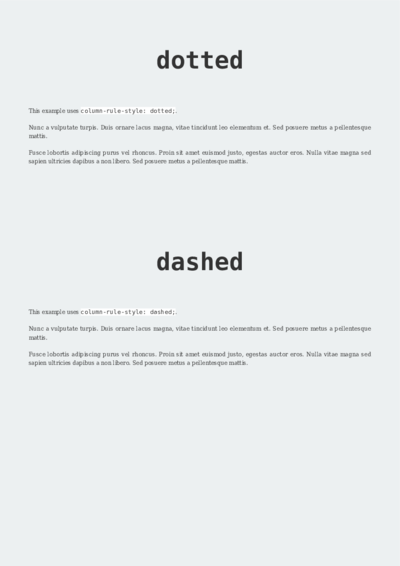 dotted
This example uses column-rule-style: dotted;.
Nunc a vulputate turpis. Duis ornare lacus magna, vitae tincidunt leo elementum et. Sed posuere metus a pellentesque
mattis.
Fusce lobortis adipiscing purus vel rhoncus. Proin sit amet euismod justo, egestas auctor eros. Nulla vitae magna sed
sapien ultricies dapibus a non libero. Sed posuere metus a pellentesque mattis.
dashed
This example uses column-rule-style: dashed;.
Nunc a vulputate turpis. Duis ornare lacus magna, vitae tincidunt leo elementum et. Sed posuere metus a pellentesque
mattis.
Fusce lobortis adipiscing purus vel rhoncus. Proin sit amet euismod justo, egestas auctor eros. Nulla vitae magna sed
sapien ultricies dapibus a non libero. Sed posuere metus a pellentesque mattis.